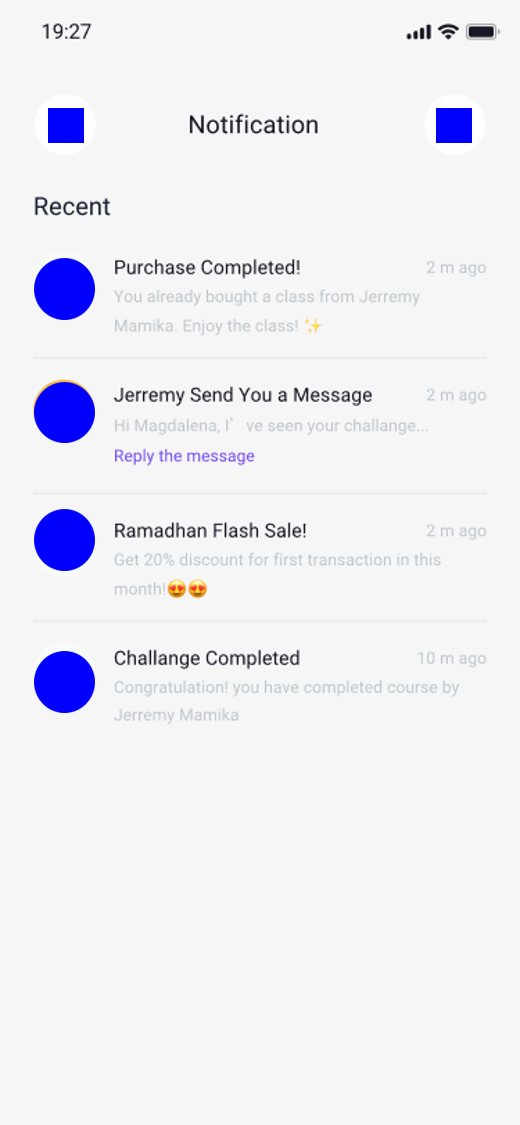 19:27
Notification
Recent
Purchase Completed!
2 m ago
You already bought a class from Jerremy
Mamika. Enjoy the class! ✨
Jerremy Send You a Message
2 m ago
Hi Magdalena, I’ve seen your challange...
Reply the message
Ramadhan Flash Sale!
2 m ago
Get 20% discount for first transaction in this
month!😍😍
Challange Completed
10 m ago
Congratulation! you have completed course by
Jerremy Mamika